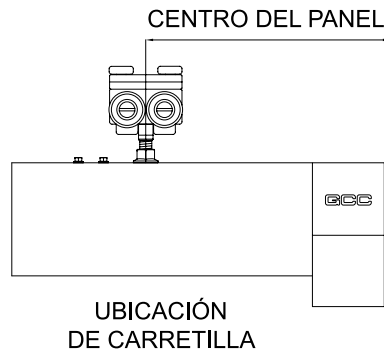 CENTRO DEL PANEL
GCC
UBICACIÓN
DE CARRETILLA